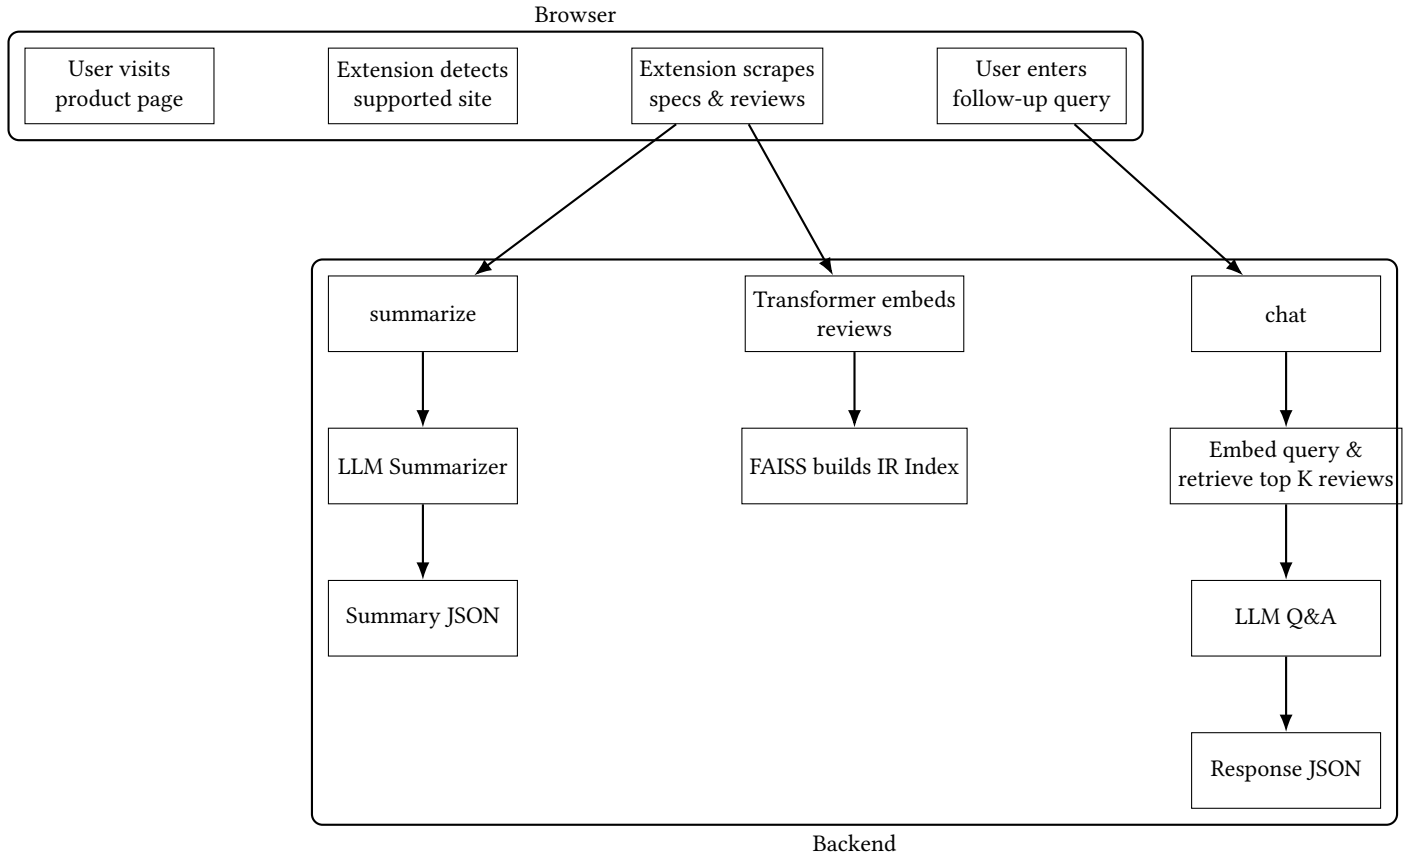 Browser
User visits
product page
Extension detects
supported site
Extension scrapes
specs & reviews
User enters
follow-up query
summarize
Transformer embeds
reviews
chat
LLM Summarizer
FAISS builds IR Index
Embed query &
retrieve top K reviews
Summary JSON
LLM Q&A
Response JSON
Backend